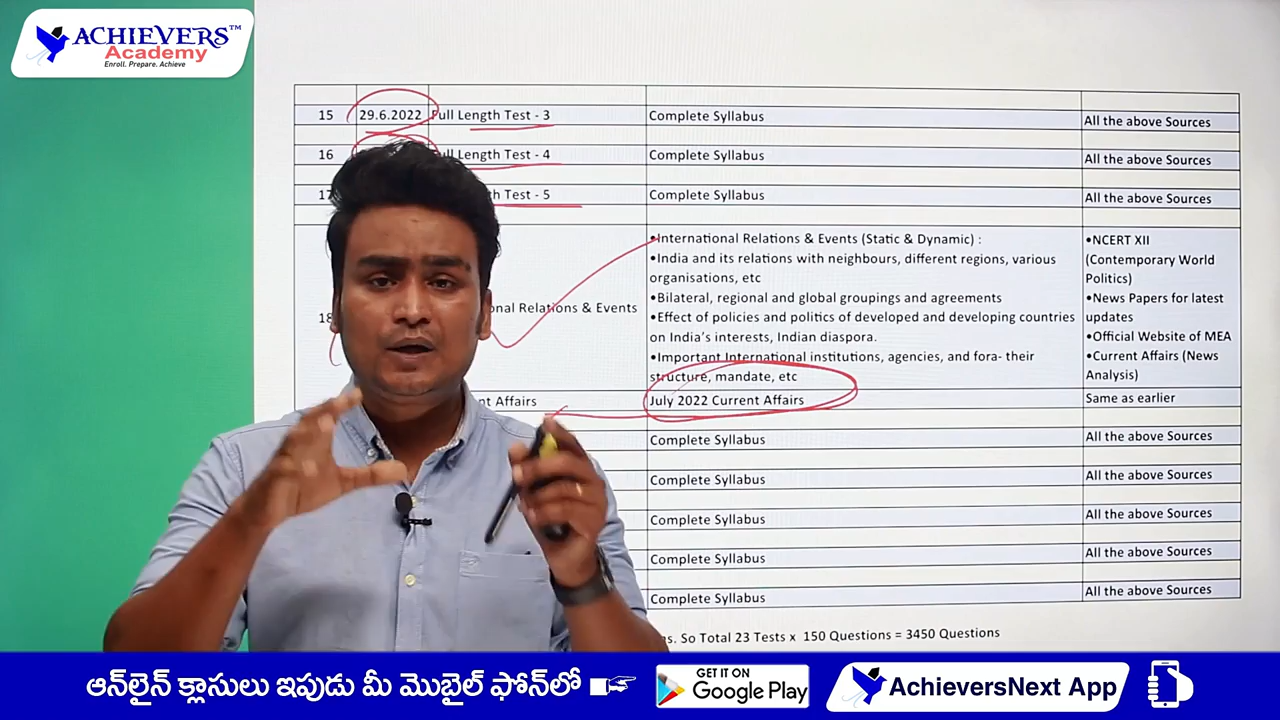 ACHIEVERS™
Academy
Enroll. Prepare. Achieve
15 29.6.2022 Full Length Test - 3 Complete Syllabus All the above Sources
16 Full Length Test - 4 Complete Syllabus All the above Sources
17 Test - 5 Complete Syllabus All the above Sources
18 Relations & Events
•International Relations & Events (Static & Dynamic) :
•India and its relations with neighbours, different regions, various
organisations, etc
•Bilateral, regional and global groupings and agreements
•Effect of policies and politics of developed and developing countries
on India's interests, Indian diaspora.
•Important International institutions, agencies, and fora- their
structure, mandate, etc
•NCERT XII
(Contemporary World
Politics)
•News Papers for latest
updates
•Official Website of MEA
•Current Affairs (News
Analysis)
Affairs July 2022 Current Affairs Same as earlier
Complete Syllabus All the above Sources
Complete Syllabus All the above Sources
Complete Syllabus All the above Sources
Complete Syllabus All the above Sources
Complete Syllabus All the above Sources
So Total 23 Tests x 150 Questions = 3450 Questions
ఆన్‌లైన్ క్లాసులు ఇపుడు మీ మొబైల్ ఫోన్‌లో
GET IT ON
Google Play
AchieversNext App